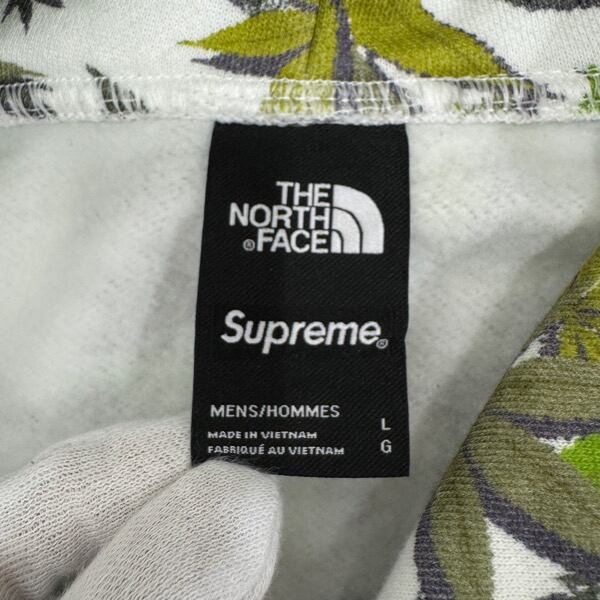 THE
NORTH
® FACE
Supreme®
MENS/HOMMES
L
MADE IN VIETNAM
FABRIQUÉ AU VIETNAM
G